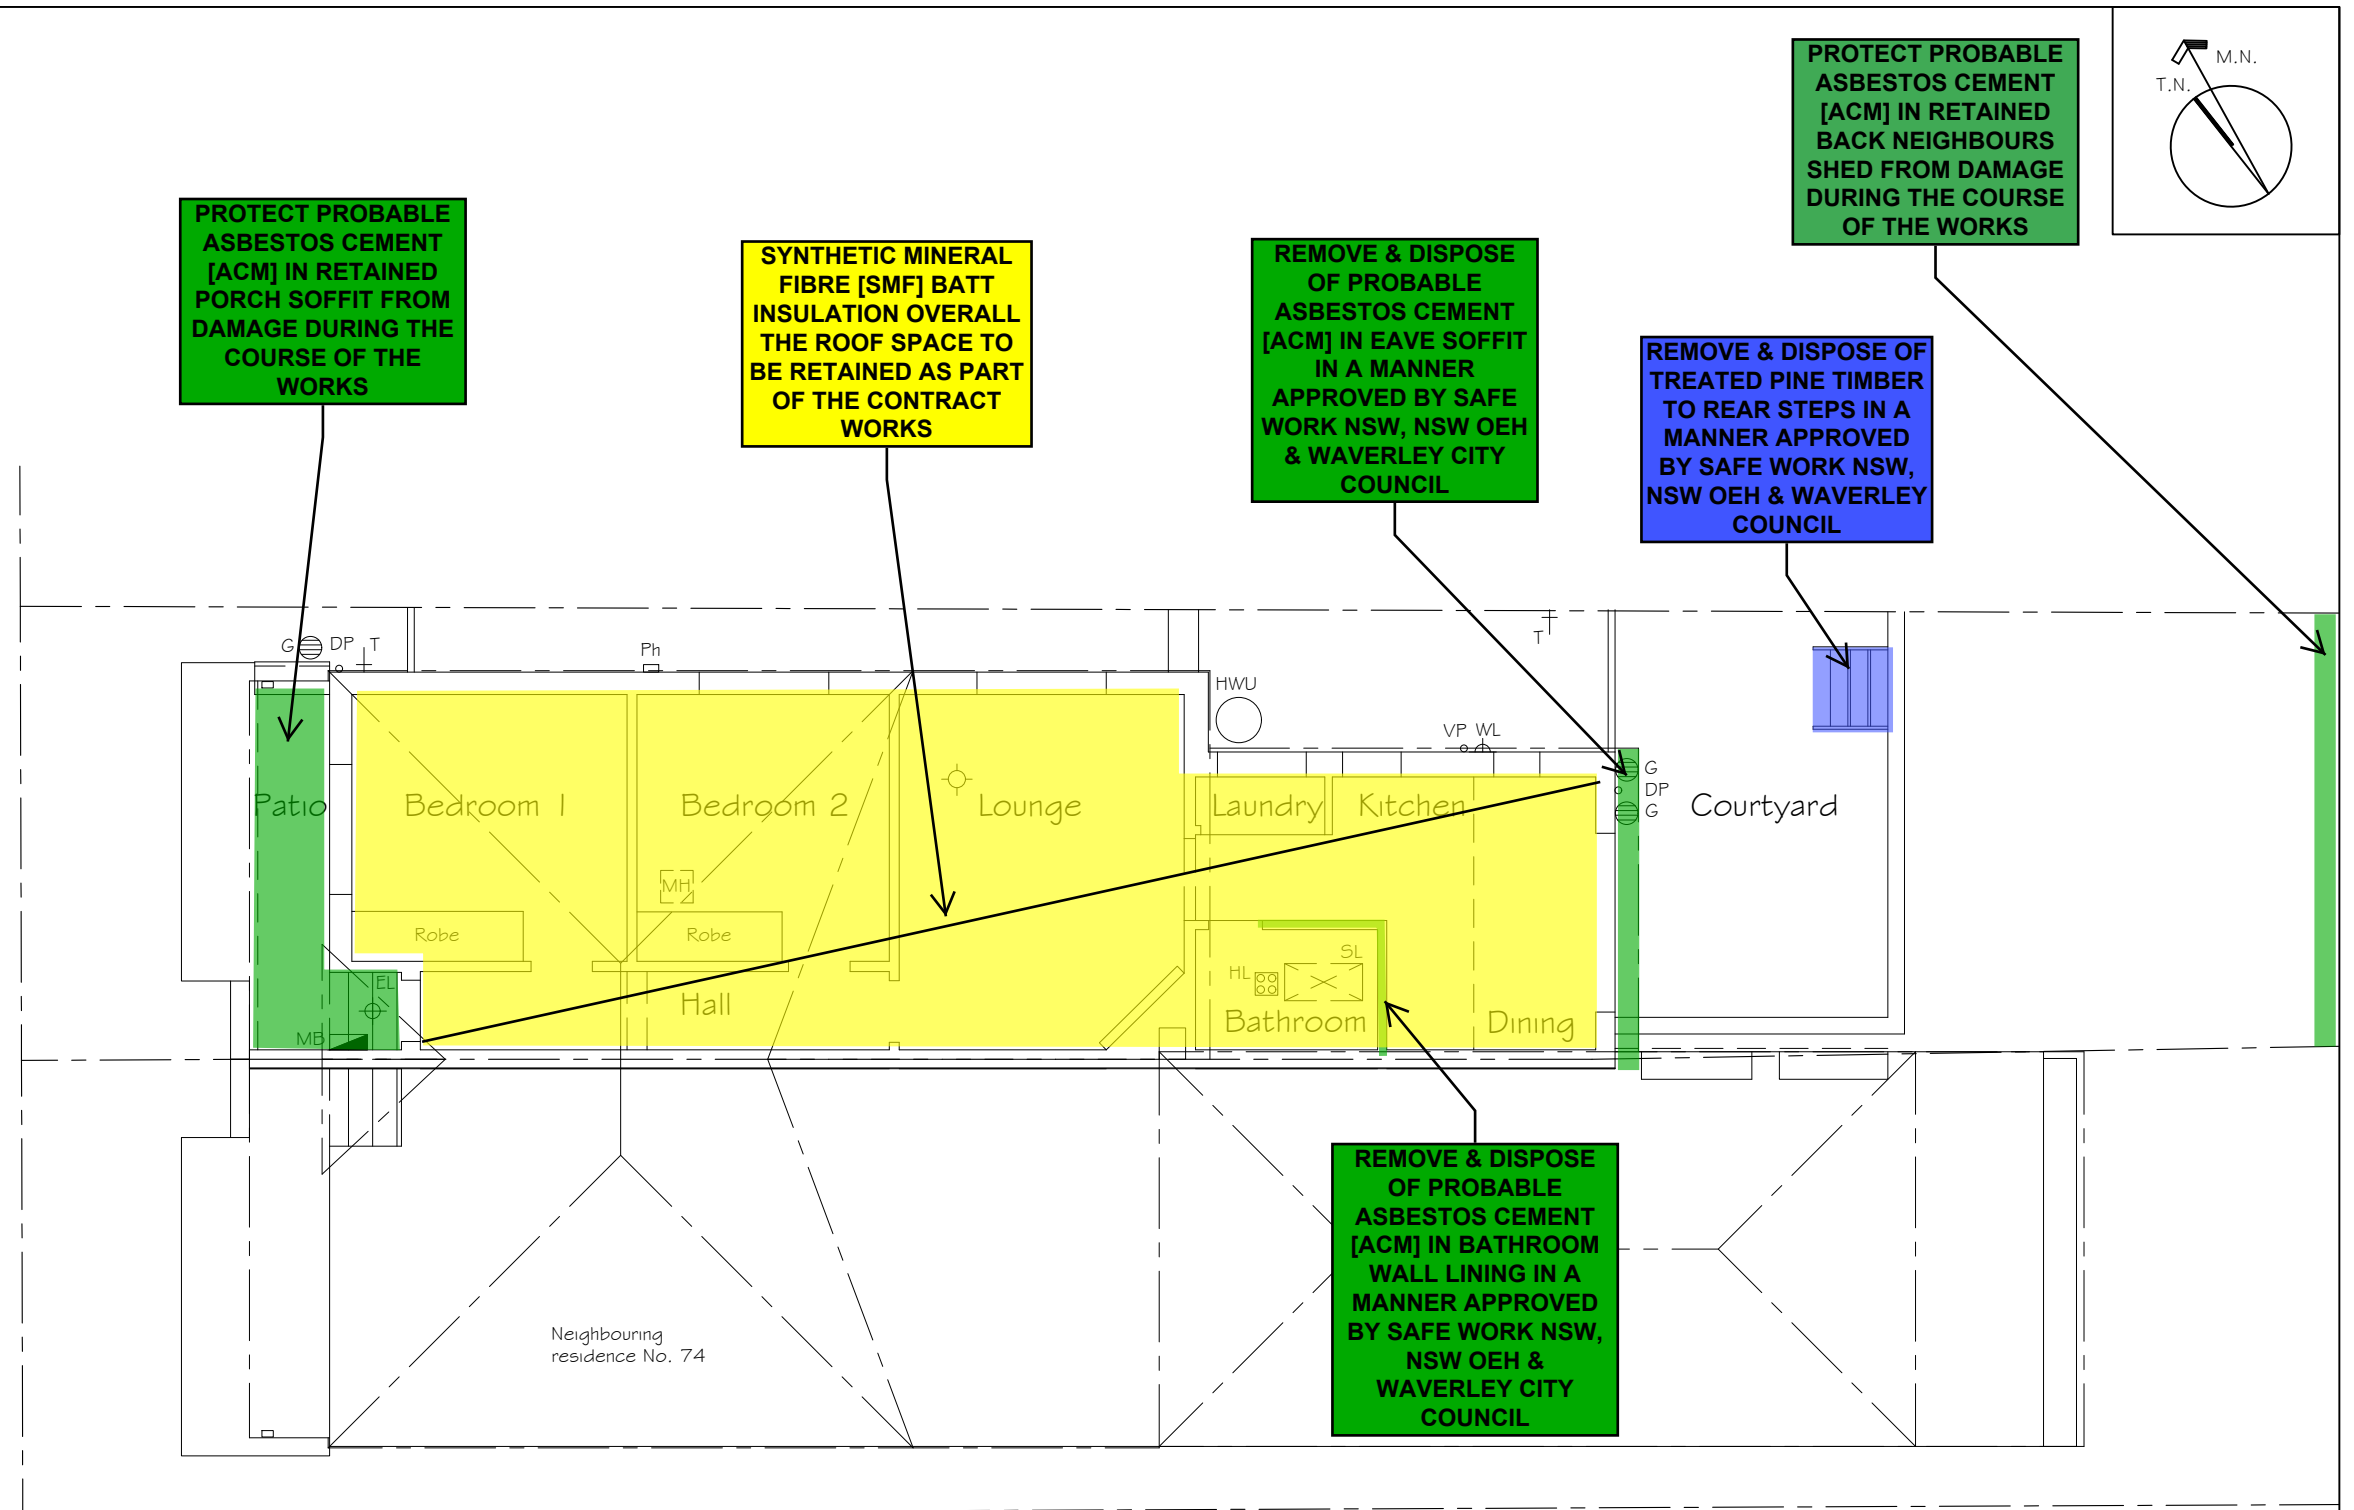 M.N.
T.N.
PROTECT PROBABLE
ASBESTOS CEMENT
[ACM] IN RETAINED
BACK NEIGHBOURS
SHED FROM DAMAGE
DURING THE COURSE
OF THE WORKS
PROTECT PROBABLE
ASBESTOS CEMENT
[ACM] IN RETAINED
PORCH SOFFIT FROM
DAMAGE DURING THE
COURSE OF THE
WORKS
SYNTHETIC MINERAL
FIBRE [SMF] BATT
INSULATION OVERALL
THE ROOF SPACE TO
BE RETAINED AS PART
OF THE CONTRACT
WORKS
REMOVE & DISPOSE
OF PROBABLE
ASBESTOS CEMENT
[ACM] IN EAVE SOFFIT
IN A MANNER
APPROVED BY SAFE
WORK NSW, NSW OEH
& WAVERLEY CITY
COUNCIL
REMOVE & DISPOSE OF
TREATED PINE TIMBER
TO REAR STEPS IN A
MANNER APPROVED
BY SAFE WORK NSW,
NSW OEH & WAVERLEY
COUNCIL
G DP T
Ph
T
HWU
VP WL
G
DP
G
Patio
Bedroom 1
Bedroom 2
Lounge
Laundry
Kitchen
Courtyard
MH
Robe
Robe
SL
HL
EL
Hall
Bathroom
Dining
MB
REMOVE & DISPOSE
OF PROBABLE
ASBESTOS CEMENT
[ACM] IN BATHROOM
WALL LINING IN A
MANNER APPROVED
BY SAFE WORK NSW,
NSW OEH &
WAVERLEY CITY
COUNCIL
Neighbouring
residence No. 74